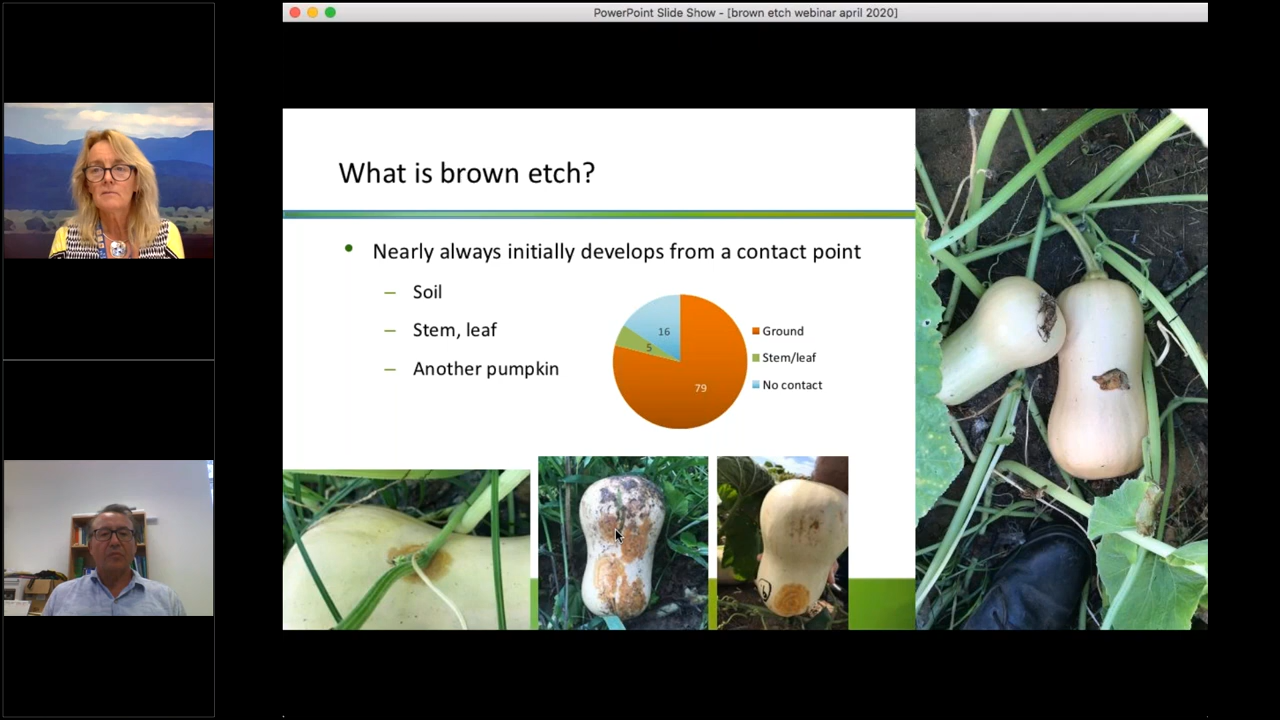 PowerPoint Slide Show - [brown etch webinar april 2020]
What is brown etch?
• Nearly always initially develops from a contact point
– Soil
– Stem, leaf
– Another pumpkin
16
5
79
Ground
Stem/leaf
No contact